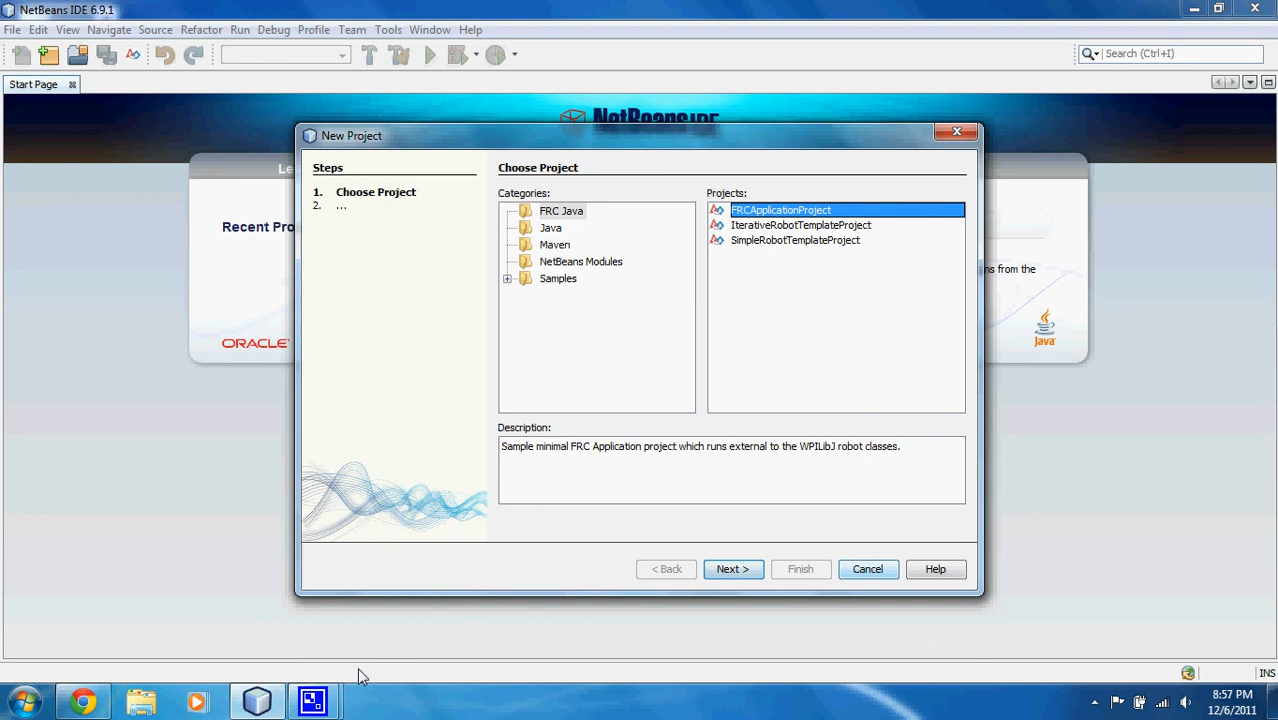 NetBeans IDE 6.9.1
File Edit View Navigate Source Refactor Run Debug Profile Team Tools Window Help
Search (Ctrl+I)
Start Page
NetBeans IDE
New Project
Le
Steps
Choose Project
1. Choose Project
2. ...
Categories:
Projects:
FRC Java
Java
Maven
NetBeans Modules
Samples
FRCApplicationProject
IterativeRobotTemplateProject
SimpleRobotTemplateProject
Recent Pro
ns from the
ORACLE
Java
Description:
Sample minimal FRC Application project which runs external to the WPILibJ robot classes.
< Back Next > Finish Cancel Help
INS
8:57 PM
12/6/2011